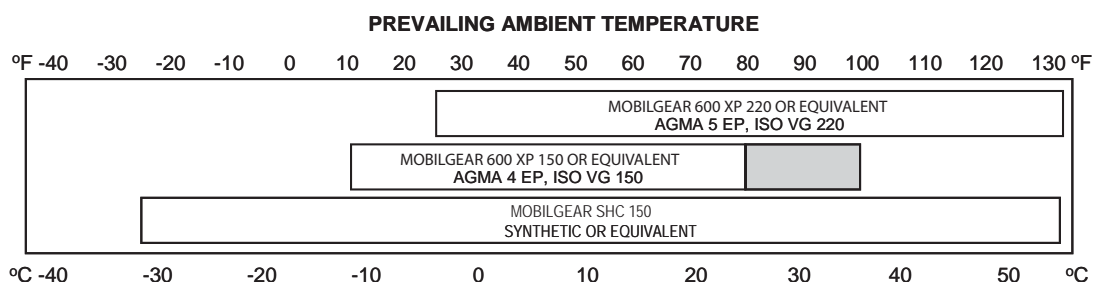 PREVAILING AMBIENT TEMPERATURE
ºF -40 -30 -20 -10 0 10 20 30 40 50 60 70 80 90 100 110 120 130 ºF
MOBILGEAR 600 XP 220 OR EQUIVALENT
AGMA 5 EP, ISO VG 220
MOBILGEAR 600 XP 150 OR EQUIVALENT
AGMA 4 EP, ISO VG 150
MOBILGEAR SHC 150
SYNTHETIC OR EQUIVALENT
ºC -40 -30 -20 -10 0 10 20 30 40 50 ºC